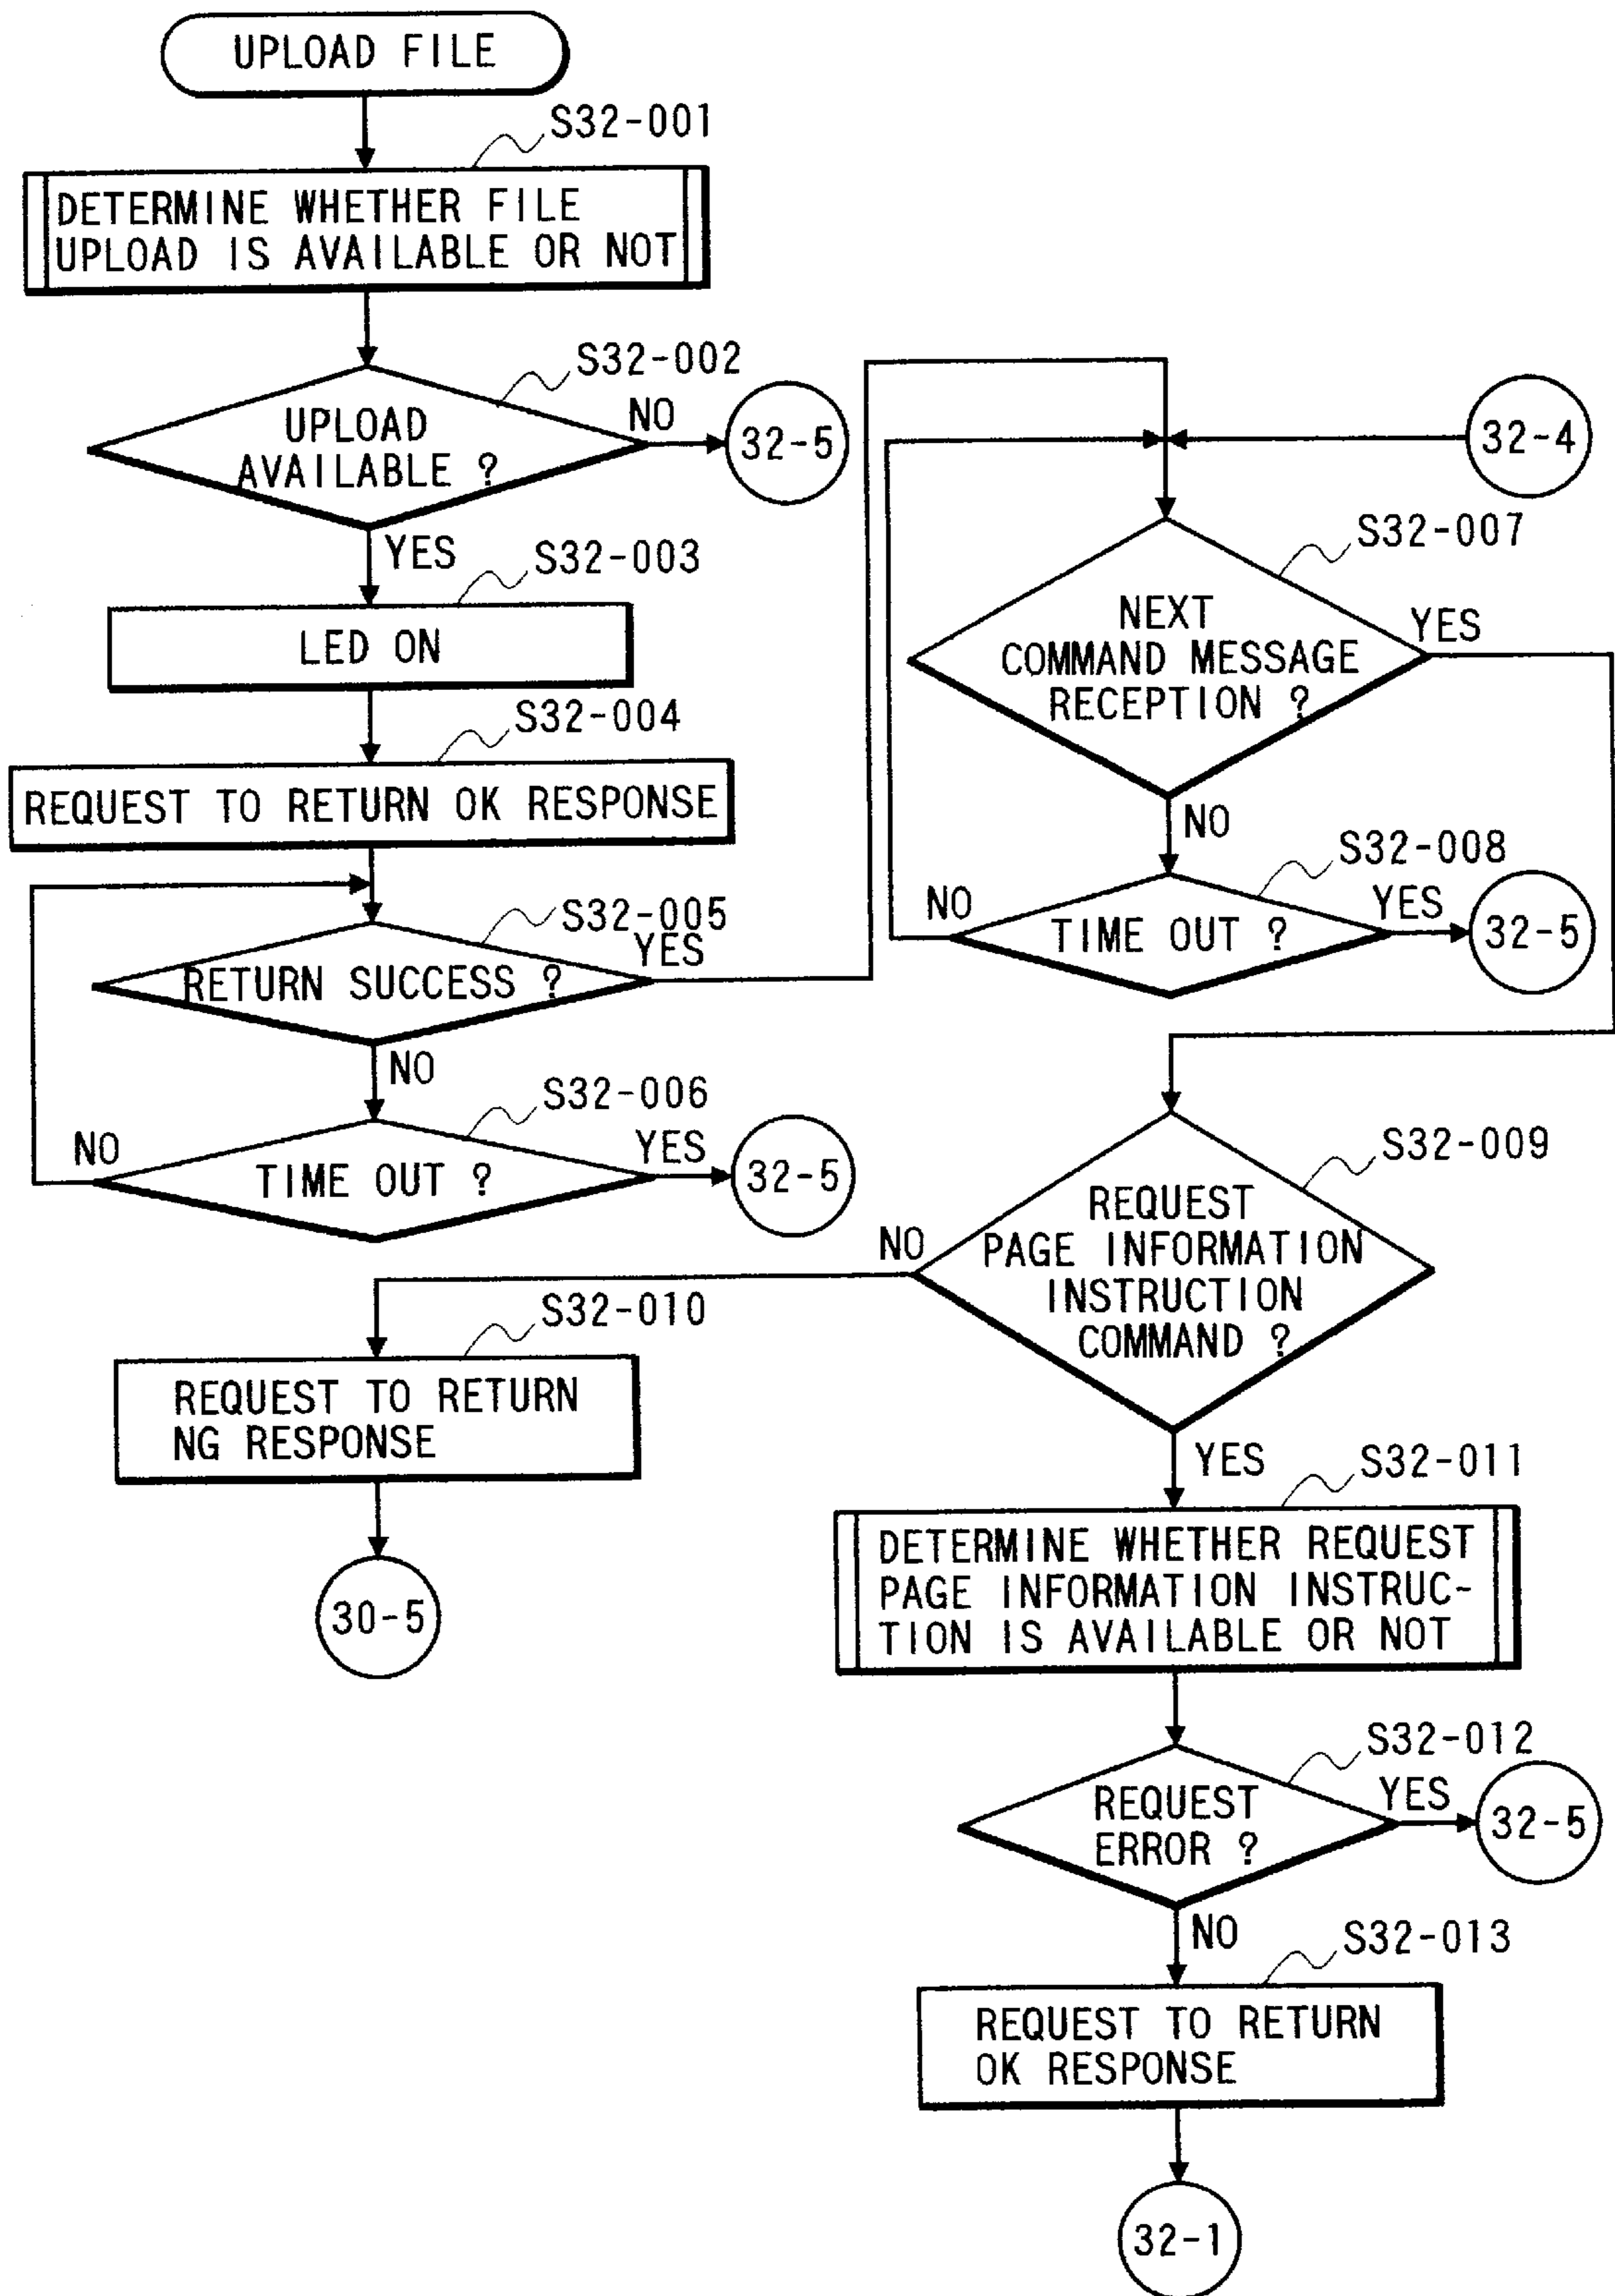 UPLOAD FILE
S32-001
DETERMINE WHETHER FILE
UPLOAD IS AVAILABLE OR NOT
S32-002
UPLOAD
AVAILABLE ?
NO
32-5
YES
S32-003
LED ON
S32-004
REQUEST TO RETURN OK RESPONSE
S32-005
RETURN SUCCESS ?
YES
NO
S32-006
TIME OUT ?
NO
YES
32-5
32-4
S32-007
NEXT
COMMAND MESSAGE
RECEPTION ?
YES
NO
S32-008
TIME OUT ?
NO
YES
32-5
S32-009
REQUEST
PAGE INFORMATION
INSTRUCTION
COMMAND ?
NO
S32-010
REQUEST TO RETURN
NG RESPONSE
30-5
YES
S32-011
DETERMINE WHETHER REQUEST
PAGE INFORMATION INSTRUC-
TION IS AVAILABLE OR NOT
S32-012
REQUEST
ERROR ?
YES
32-5
NO
S32-013
REQUEST TO RETURN
OK RESPONSE
32-1